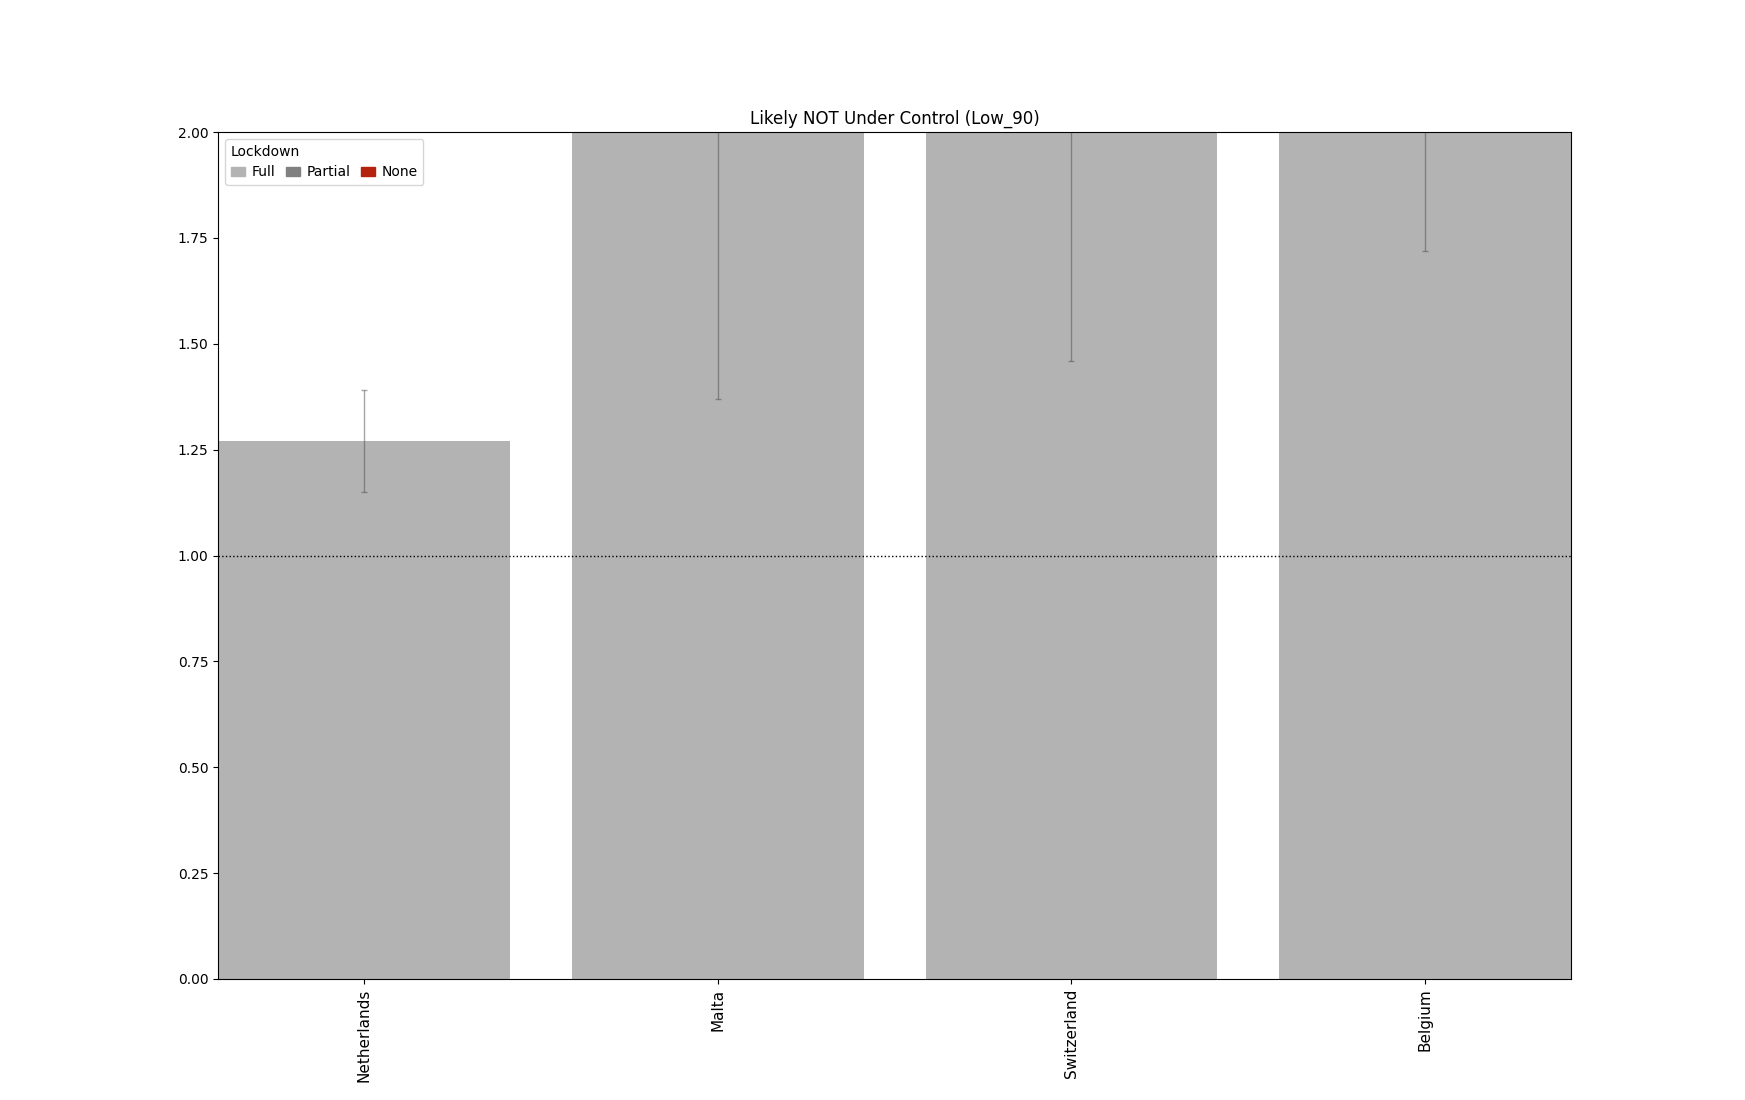 Likely NOT Under Control (Low_90)
Lockdown
Full Partial None
2.00
1.75
1.50
1.25
1.00
0.75
0.50
0.25
0.00
Netherlands
Malta
Switzerland
Belgium